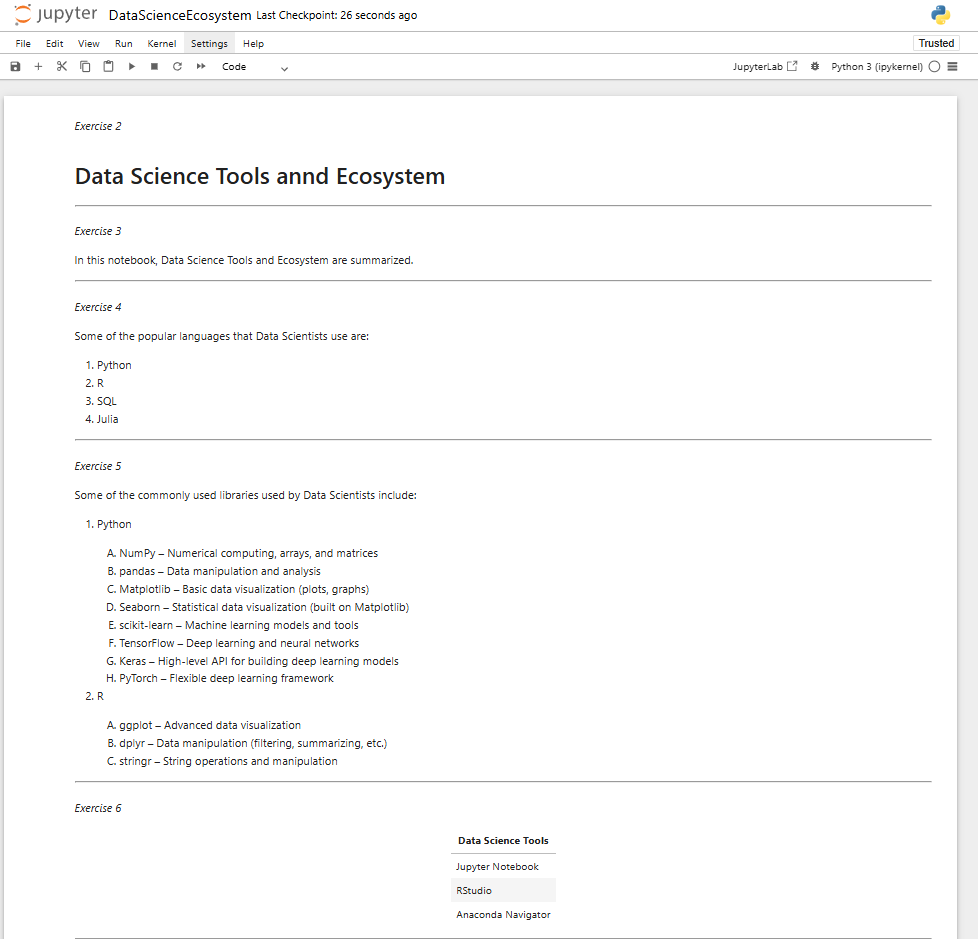 jupyter DataScienceEcosystem Last Checkpoint: 26 seconds ago
File Edit View Run Kernel Settings Help Trusted
Code JupyterLab Python 3 (ipykernel)
Exercise 2
Data Science Tools annd Ecosystem
Exercise 3
In this notebook, Data Science Tools and Ecosystem are summarized.
Exercise 4
Some of the popular languages that Data Scientists use are:
1. Python
2. R
3. SQL
4. Julia
Exercise 5
Some of the commonly used libraries used by Data Scientists include:
1. Python
A. NumPy – Numerical computing, arrays, and matrices
B. pandas – Data manipulation and analysis
C. Matplotlib – Basic data visualization (plots, graphs)
D. Seaborn – Statistical data visualization (built on Matplotlib)
E. scikit-learn – Machine learning models and tools
F. TensorFlow – Deep learning and neural networks
G. Keras – High-level API for building deep learning models
H. PyTorch – Flexible deep learning framework
2. R
A. ggplot – Advanced data visualization
B. dplyr – Data manipulation (filtering, summarizing, etc.)
C. stringr – String operations and manipulation
Exercise 6
Data Science Tools
Jupyter Notebook
RStudio
Anaconda Navigator